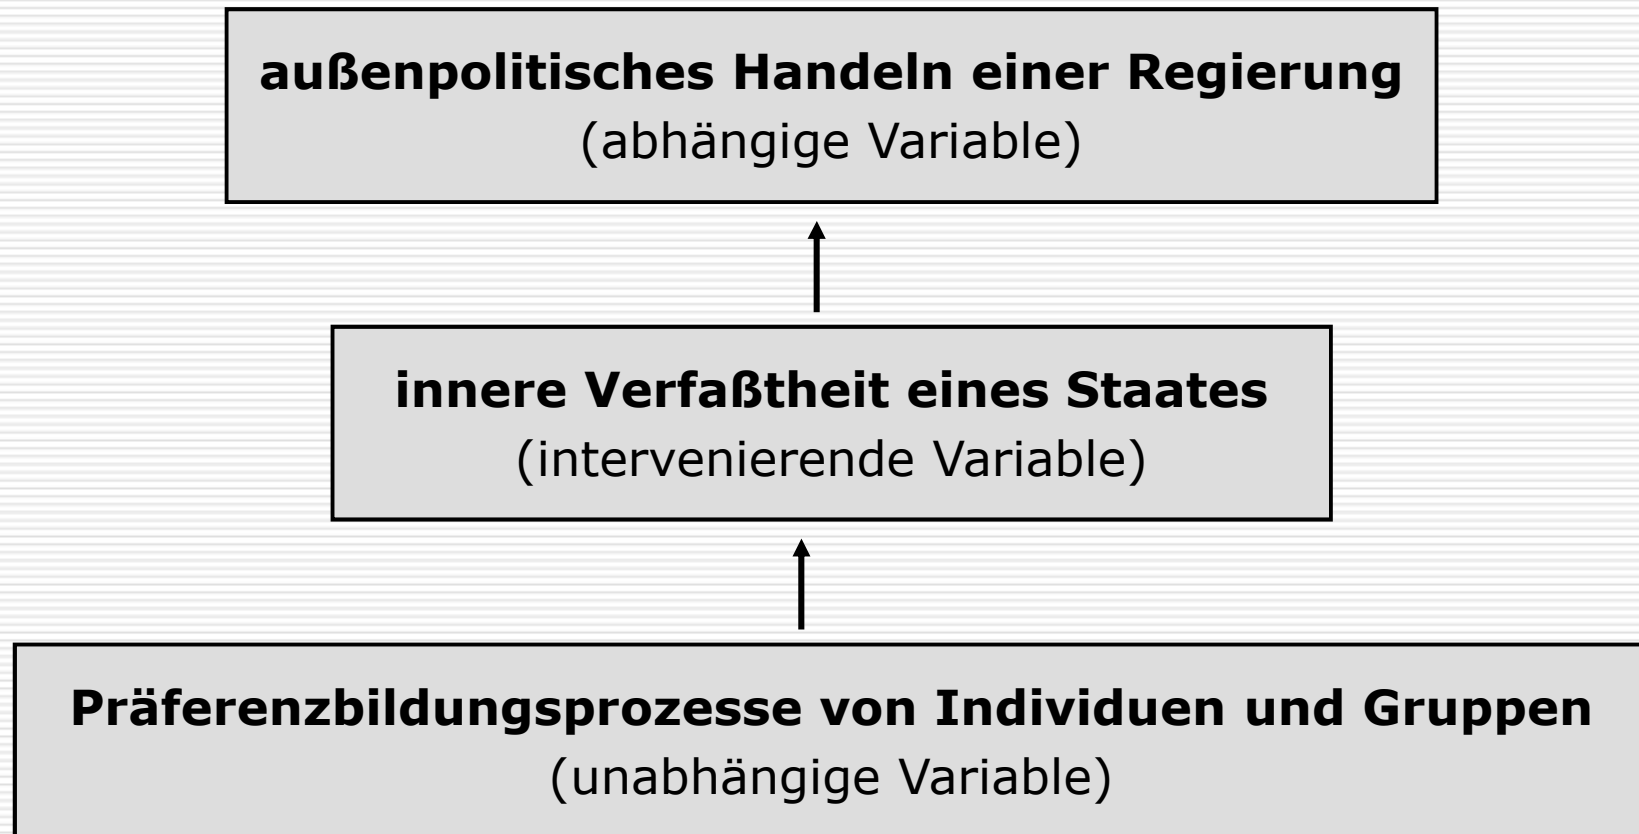 außenpolitisches Handeln einer Regierung
(abhängige Variable)
innere Verfaßtheit eines Staates
(intervenierende Variable)
Präferenzbildungsprozesse von Individuen und Gruppen
(unabhängige Variable)